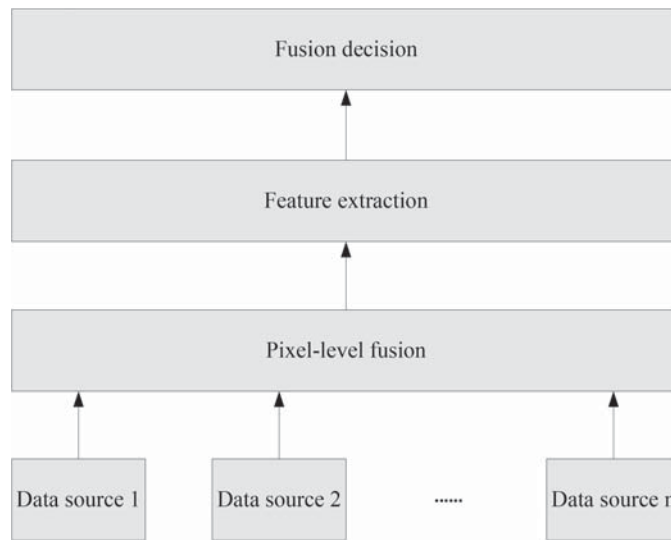 Fusion decision
Feature extraction
Pixel-level fusion
Data source 1 Data source 2 ...... Data source n